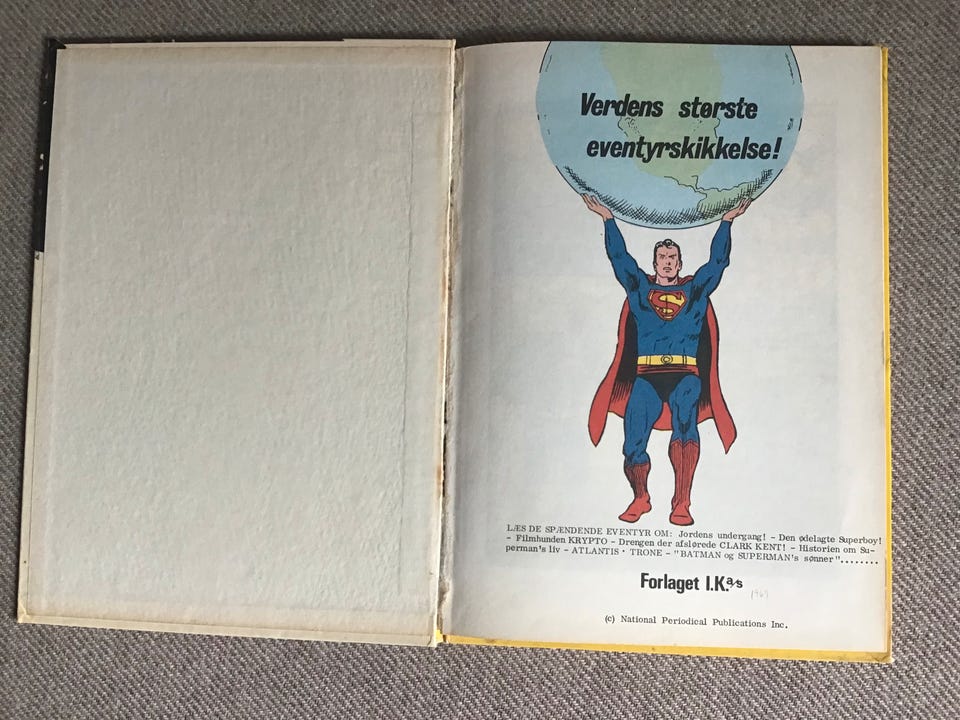 Verdens største
eventyrskikkelse!
S
LÆS DE SPÆNDENDE EVENTYR OM: Jordens undergang! - Den ødelagte Superboy!
- Filmhunden KRYPTO - Drengen der afslørede CLARK KENT! - Historien om Su-
perman's liv - ATLANTIS · TRONE - "BATMAN og SUPERMAN's sønner"........
Forlaget I.K. a/s
1969
(c) National Periodical Publications Inc.